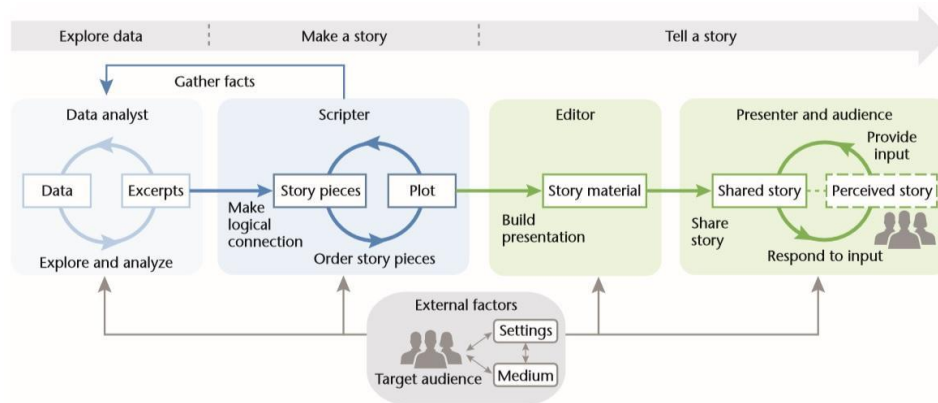 Explore data
Make a story
Tell a story
Gather facts
Data analyst
Data
Excerpts
Explore and analyze
Make
logical
connection
Scripter
Story pieces
Plot
Order story pieces
Build
presentation
Editor
Story material
Share
story
Presenter and audience
Provide
input
Shared story
Perceived story
Respond to input
External factors
Settings
Target audience
Medium